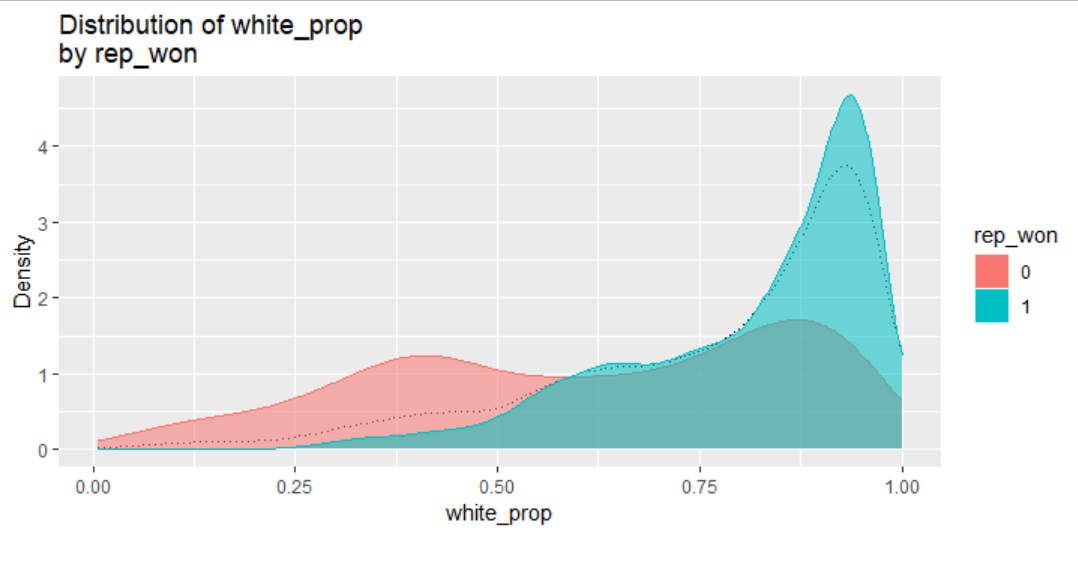 Distribution of white_prop
by rep_won
Density
4
3
2
1
0
0.00 0.25 0.50 0.75 1.00
white_prop
rep_won
0
1